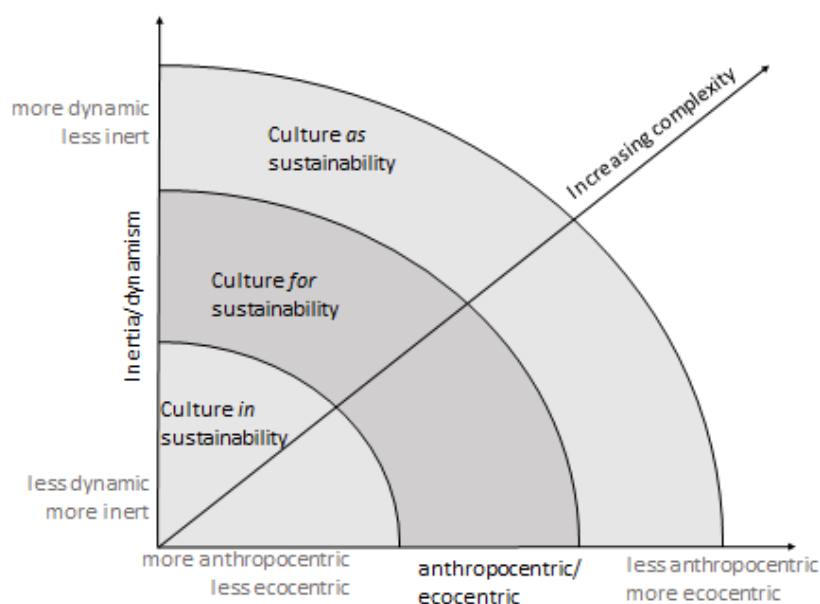 more dynamic
less inert
Culture as
sustainability
Increasing complexity
Inertia/dynamism
Culture for
sustainability
Culture in
sustainability
less dynamic
more inert
more anthropocentric
less ecocentric
anthropocentric/
ecocentric
less anthropocentric
more ecocentric